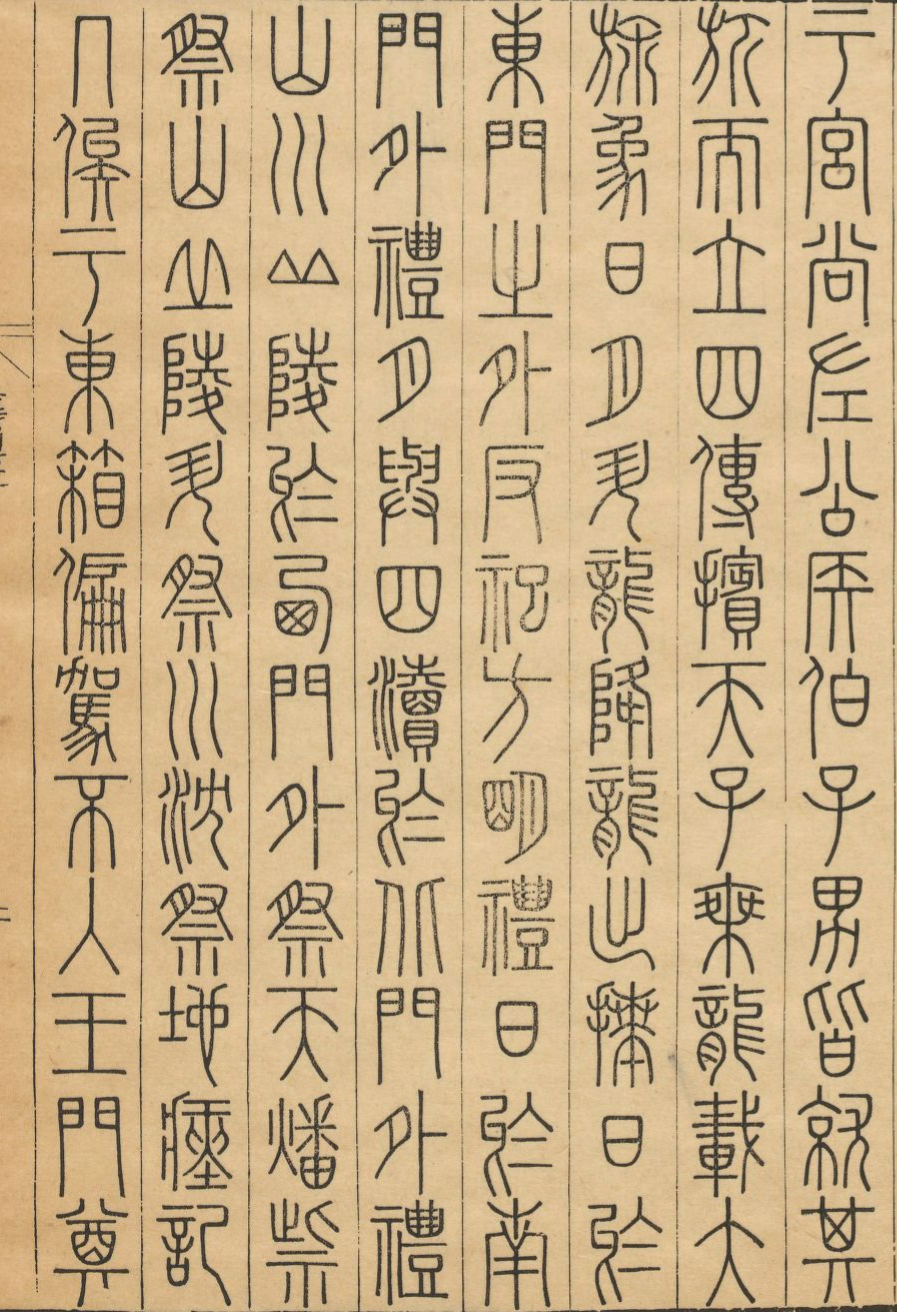 于宮尚左公侯伯子男皆就其
旂而立四傳擯天子乘龍載大
旆象日月升龍降龍出拜日於
東門之外反祀方明禮日於南
門外禮月與四瀆於北門外禮
山川丘陵於西門外祭天燔柴
祭山丘陵升祭川沈祭地瘞記
几俟于東箱偏駕不入王門奠